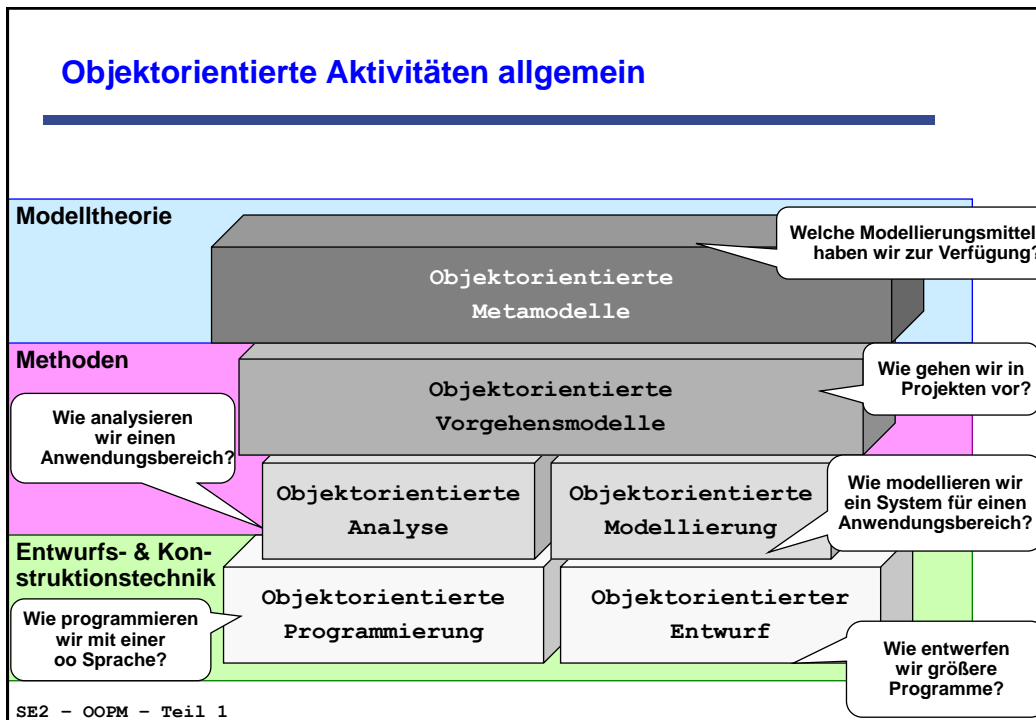 Objektorientierte Aktivitäten allgemein
Modelltheorie
Welche Modellierungsmittel
haben wir zur Verfügung?
Objektorientierte
Metamodelle
Methoden
Wie gehen wir in
Projekten vor?
Objektorientierte
Vorgehensmodelle
Wie analysieren
wir einen
Anwendungsbereich?
Objektorientierte
Analyse
Objektorientierte
Modellierung
Wie modellieren wir
ein System für einen
Anwendungsbereich?
Entwurfs- & Kon-
struktionstechnik
Objektorientierte
Programmierung
Objektorientierter
Entwurf
Wie programmieren
wir mit einer
oo Sprache?
Wie entwerfen
wir größere
Programme?
SE2 – OOPM – Teil 1